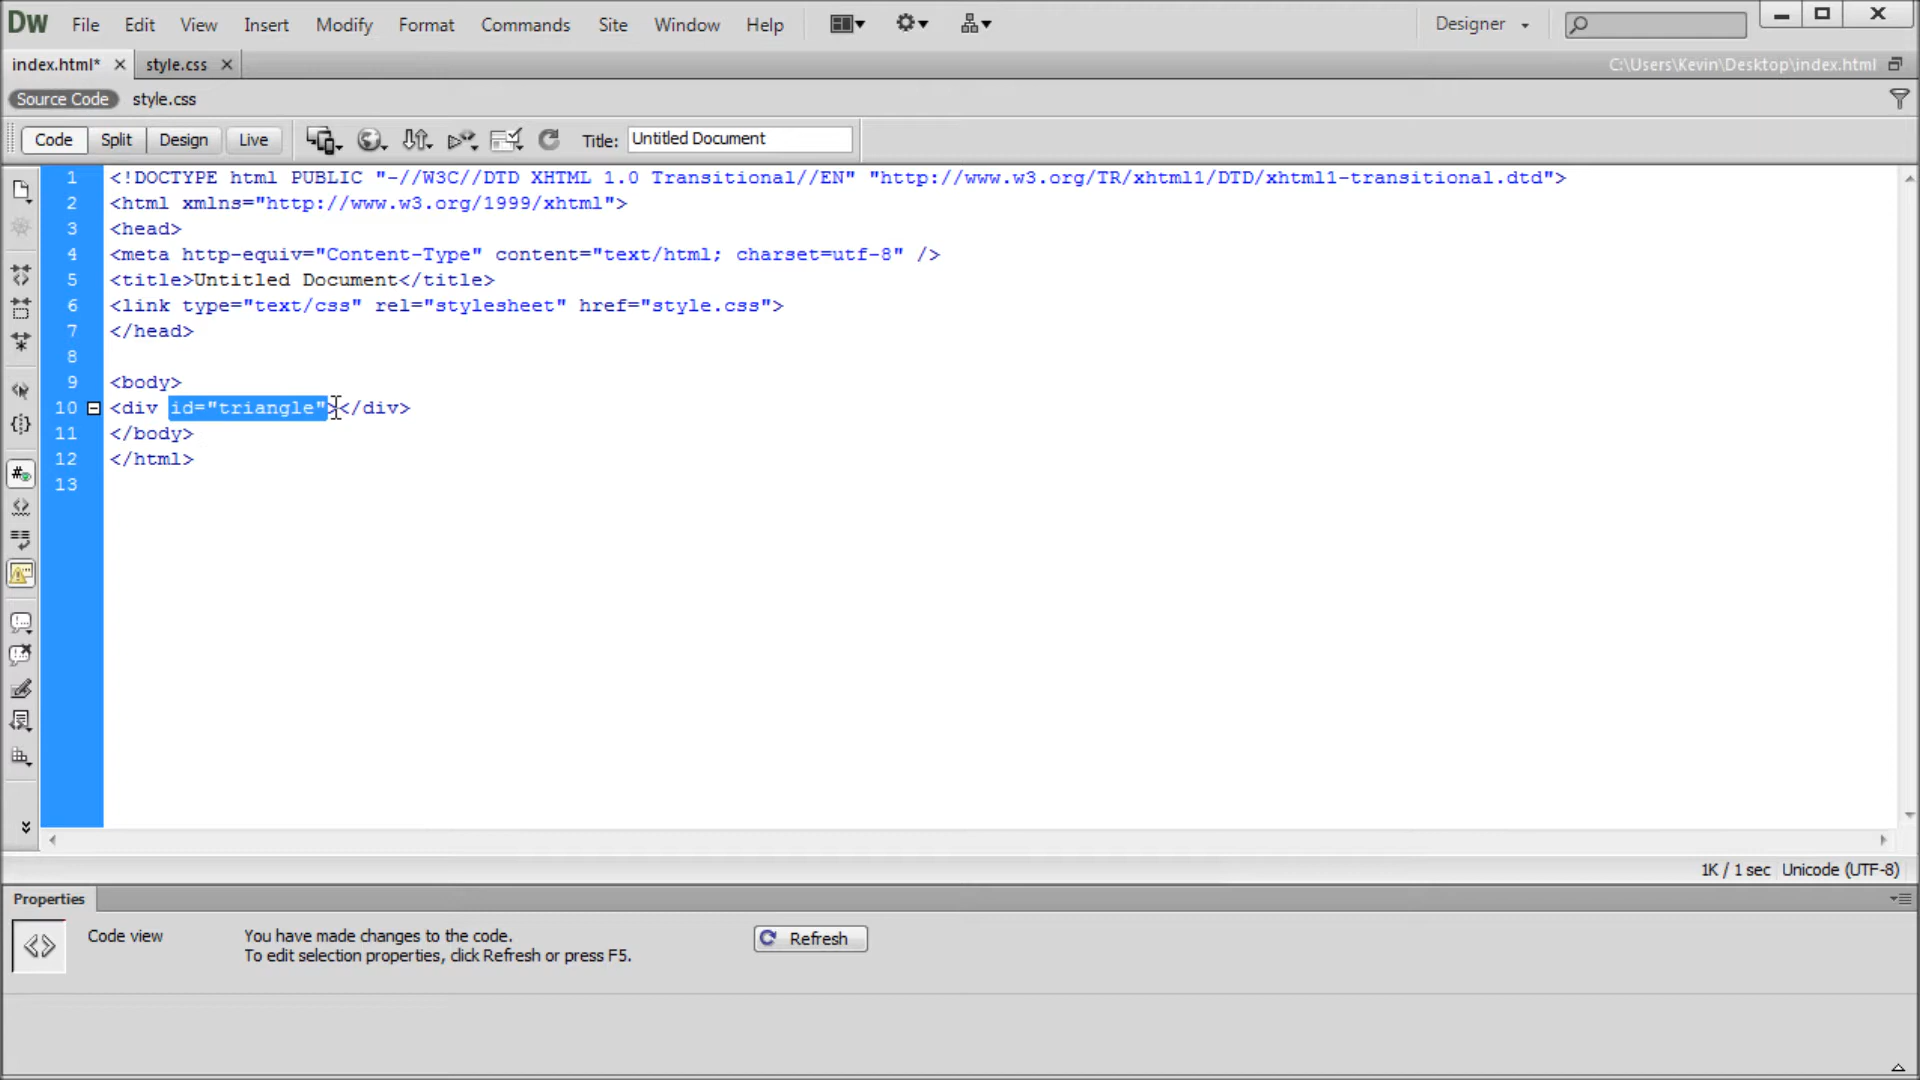 DW File Edit View Insert Modify Format Commands Site Window Help Designer
index.html* style.css C:\Users\Kevin\Desktop\index.html
Source Code style.css
Code Split Design Live Title: Untitled Document
1 <!DOCTYPE html PUBLIC "-//W3C//DTD XHTML 1.0 Transitional//EN" "http://www.w3.org/TR/xhtml1/DTD/xhtml1-transitional.dtd">
2 <html xmlns="http://www.w3.org/1999/xhtml">
3 <head>
4 <meta http-equiv="Content-Type" content="text/html; charset=utf-8" />
5 <title>Untitled Document</title>
6 <link type="text/css" rel="stylesheet" href="style.css">
7 </head>
8
9 <body>
10 <div id="triangle"></div>
11 </body>
12 </html>
13
1K / 1 sec Unicode (UTF-8)
Properties
Code view You have made changes to the code. Refresh
To edit selection properties, click Refresh or press F5.